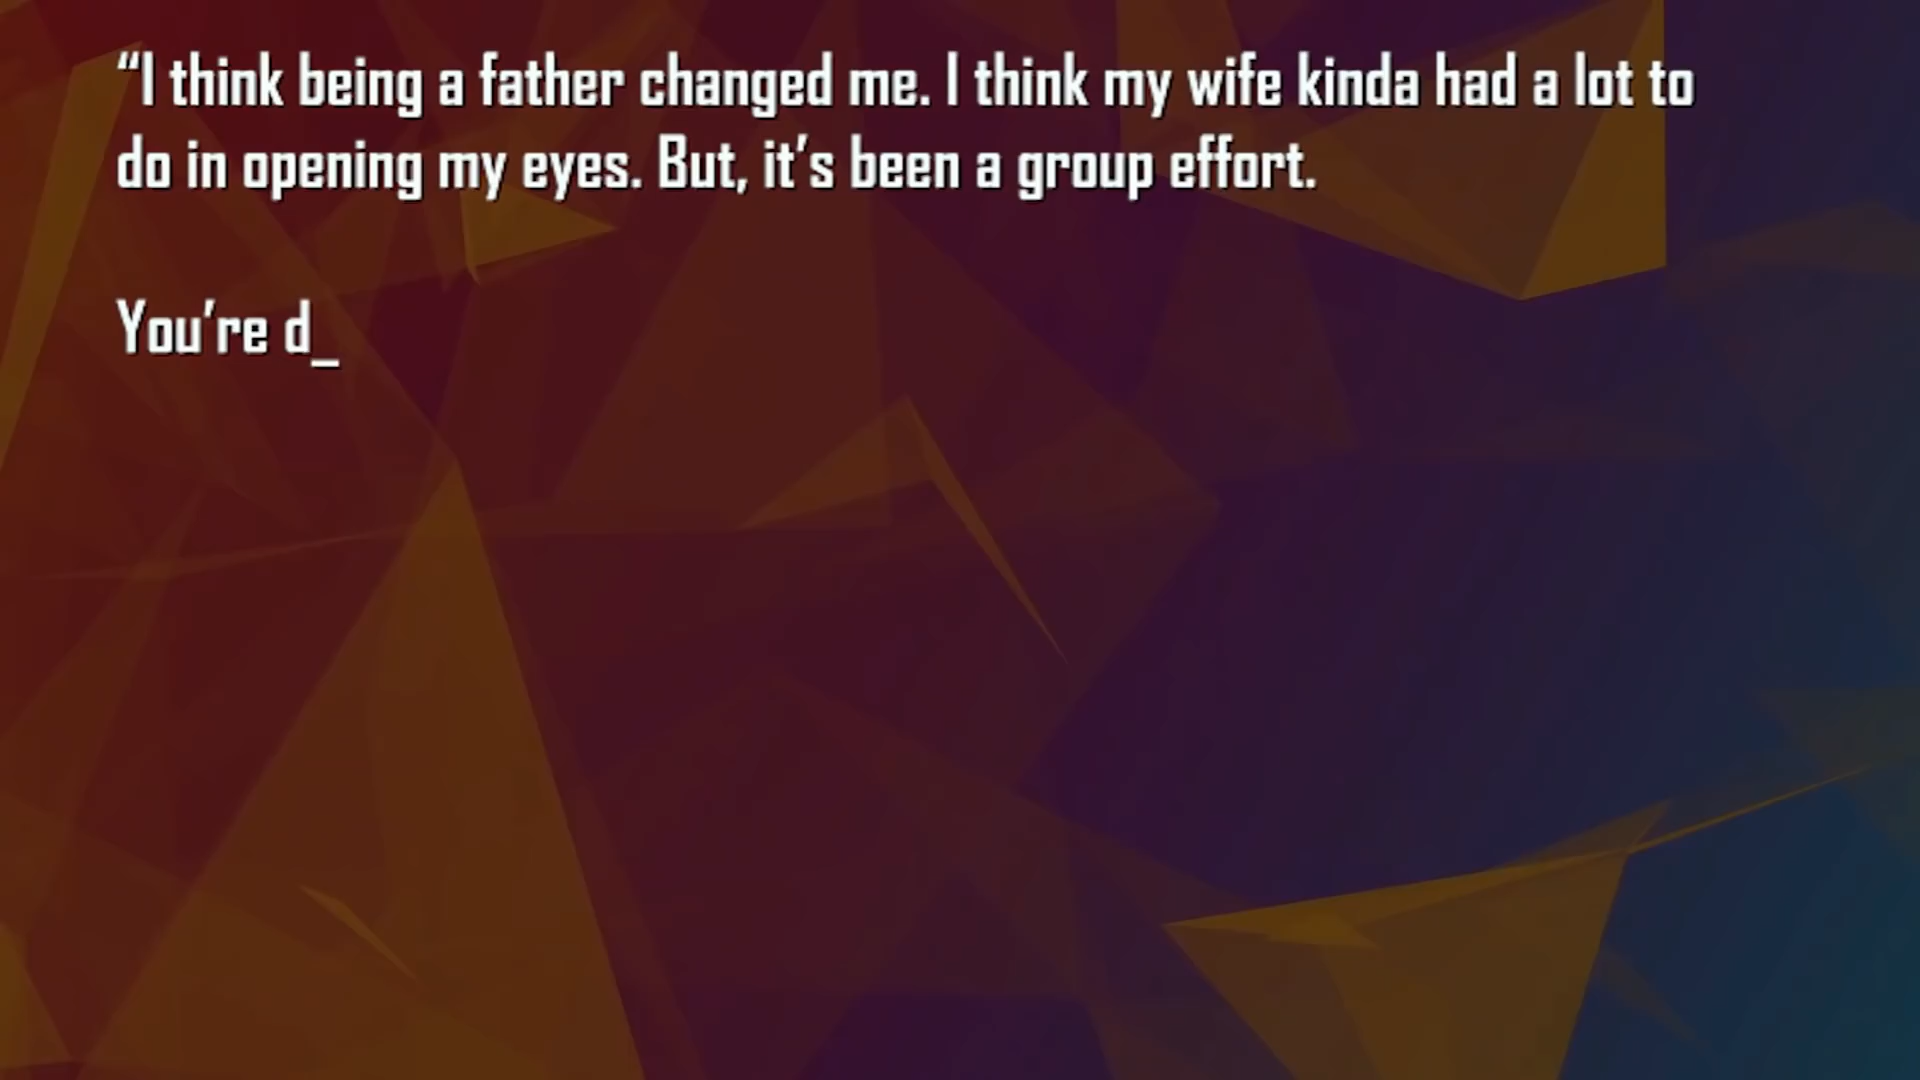 “I think being a father changed me. I think my wife kinda had a lot to
do in opening my eyes. But, it’s been a group effort.
You’re d_